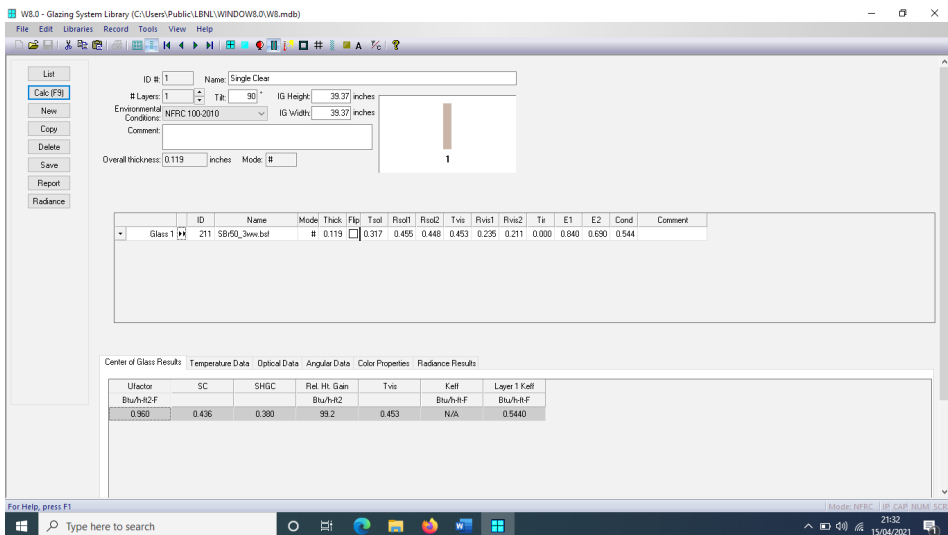 W8.0 - Glazing System Library (C:\Users\Public\LBNL\WINDOW8.0\W8.mdb)
File Edit Libraries Record Tools View Help
List
Calc (F9)
New
Copy
Delete
Save
Report
Radiance
ID #: 1 Name: Single Clear
# Layers: 1 Tilt: 90 ° IG Height: 39.37 inches
Environmental Conditions: NFRC 100-2010 IG Width: 39.37 inches
Comment:
Overall thickness: 0.119 inches Mode: #
1
ID Name Mode Thick Flip Tsol Rsol1 Rsol2 Tvis Rvis1 Rvis2 Tir E1 E2 Cond Comment
Glass 1 211 SBr50_3ww.bsf # 0.119 0.317 0.455 0.448 0.453 0.235 0.211 0.000 0.840 0.690 0.544
Center of Glass Results Temperature Data Optical Data Angular Data Color Properties Radiance Results
Ufactor SC SHGC Rel. Ht. Gain Tvis Keff Layer 1 Keff
Btu/h-ft2-F Btu/h-ft2 Btu/h-ft-F Btu/h-ft-F
0.960 0.436 0.380 99.2 0.453 N/A 0.5440
For Help, press F1
Mode: NFRC IP CAP NUM SCR
Type here to search
21:32
15/04/2021